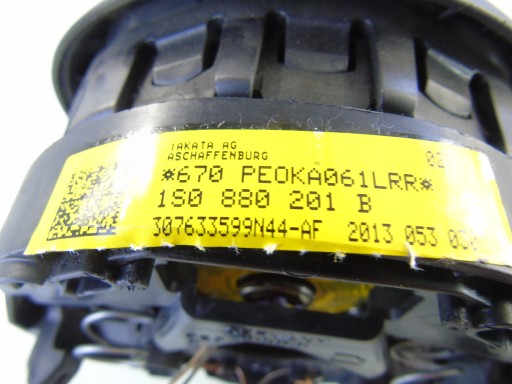 TAKATA AG
ASCHAFFENBURG
*670 PEOKA061LRR*
1S0 880 201 B
307633599N44-AF 2013 053